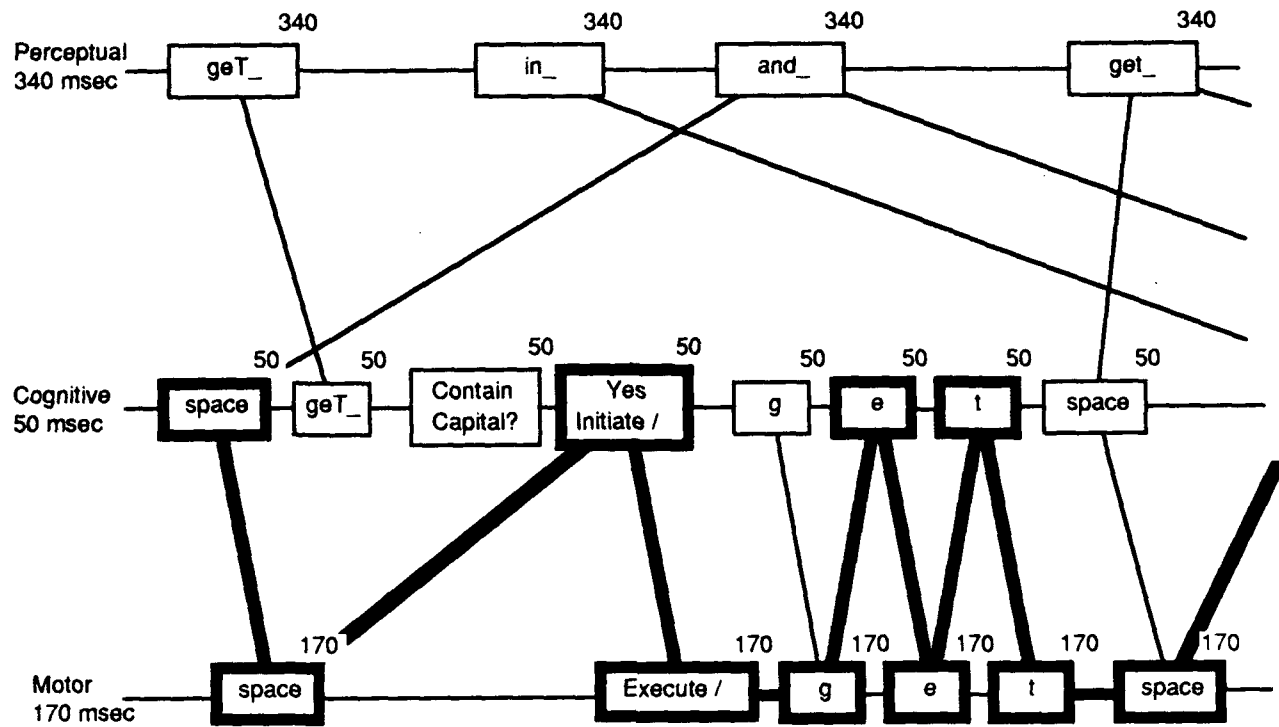 340 340 340 340
Perceptual
340 msec
geT_ in_ and_ get_
50 50 50 50 50 50 50 50
Cognitive
50 msec
space geT_ Contain
Capital? Yes
Initiate / g e t space
170 170 170 170 170 170
Motor
170 msec
space Execute / g e t space